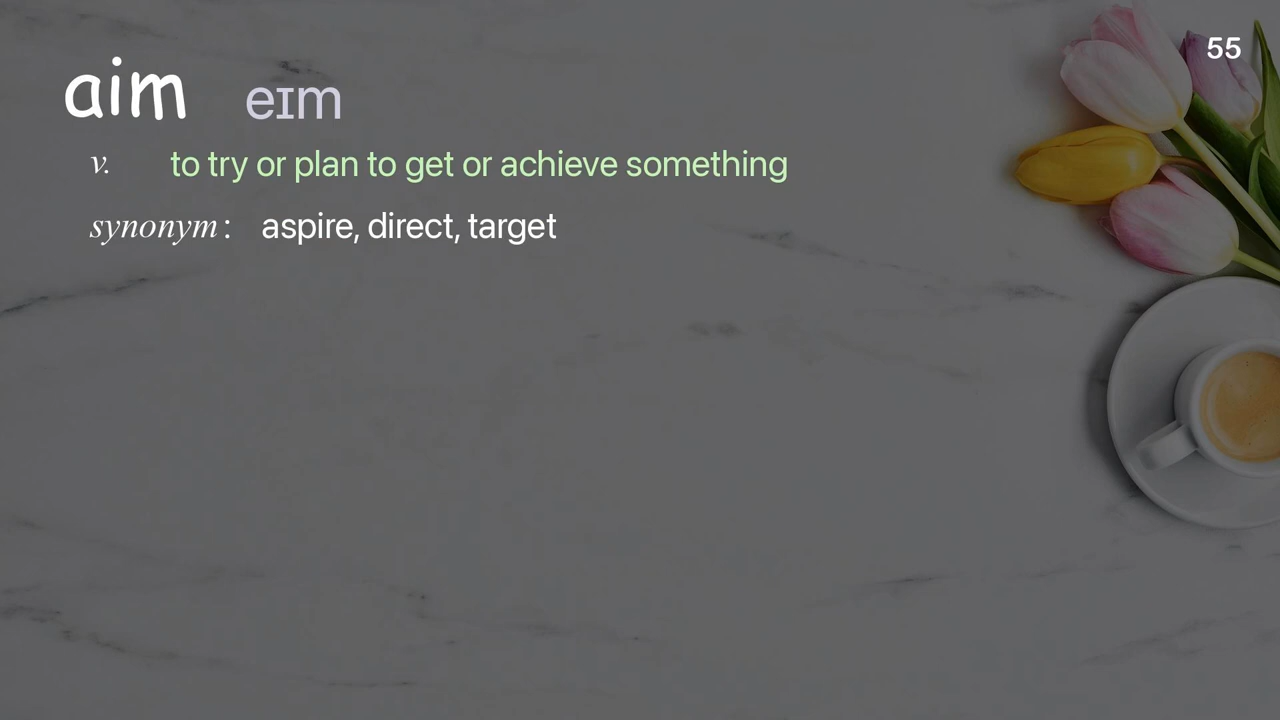 55
aim eɪm
v. to try or plan to get or achieve something
synonym: aspire, direct, target